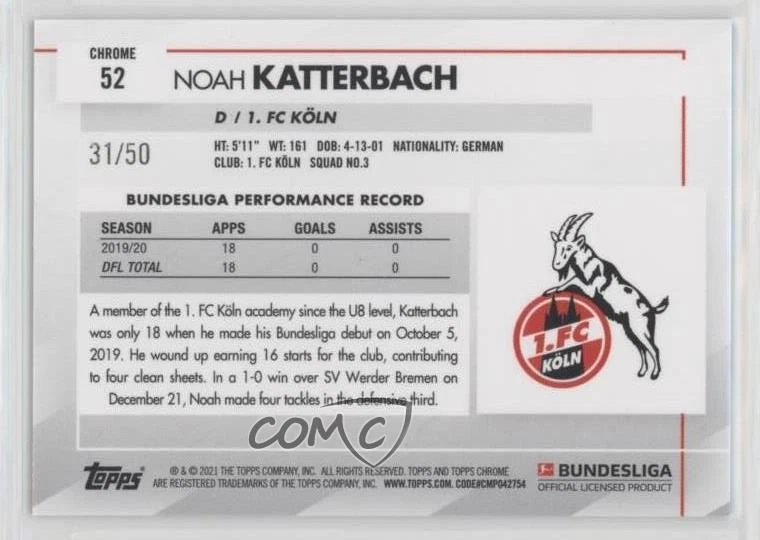 CHROME
52
NOAH KATTERBACH
D / 1. FC KÖLN
31/50
HT: 5'11" WT: 161 DOB: 4-13-01 NATIONALITY: GERMAN
CLUB: 1. FC KÖLN SQUAD NO.3
BUNDESLIGA PERFORMANCE RECORD
SEASON APPS GOALS ASSISTS
2019/20 18 0 0
DFL TOTAL 18 0 0
A member of the 1. FC Köln academy since the U8 level, Katterbach
was only 18 when he made his Bundesliga debut on October 5,
2019. He wound up earning 16 starts for the club, contributing
to four clean sheets. In a 1-0 win over SV Werder Bremen on
December 21, Noah made four tackles in the defensive third.
1.FC
KÖLN
COMC
Topps
® & © 2021 THE TOPPS COMPANY, INC. ALL RIGHTS RESERVED. TOPPS AND TOPPS CHROME
ARE REGISTERED TRADEMARKS OF THE TOPPS COMPANY, INC. WWW.TOPPS.COM. CODE#CMP042754
BUNDESLIGA
OFFICIAL LICENSED PRODUCT